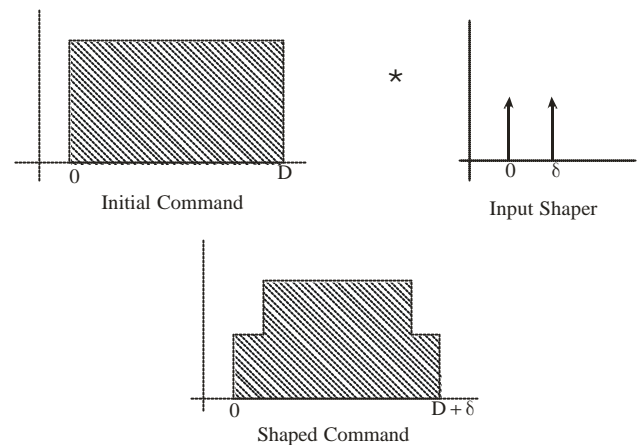 *
0
D
0
δ
Initial Command
Input Shaper
0
D + δ
Shaped Command